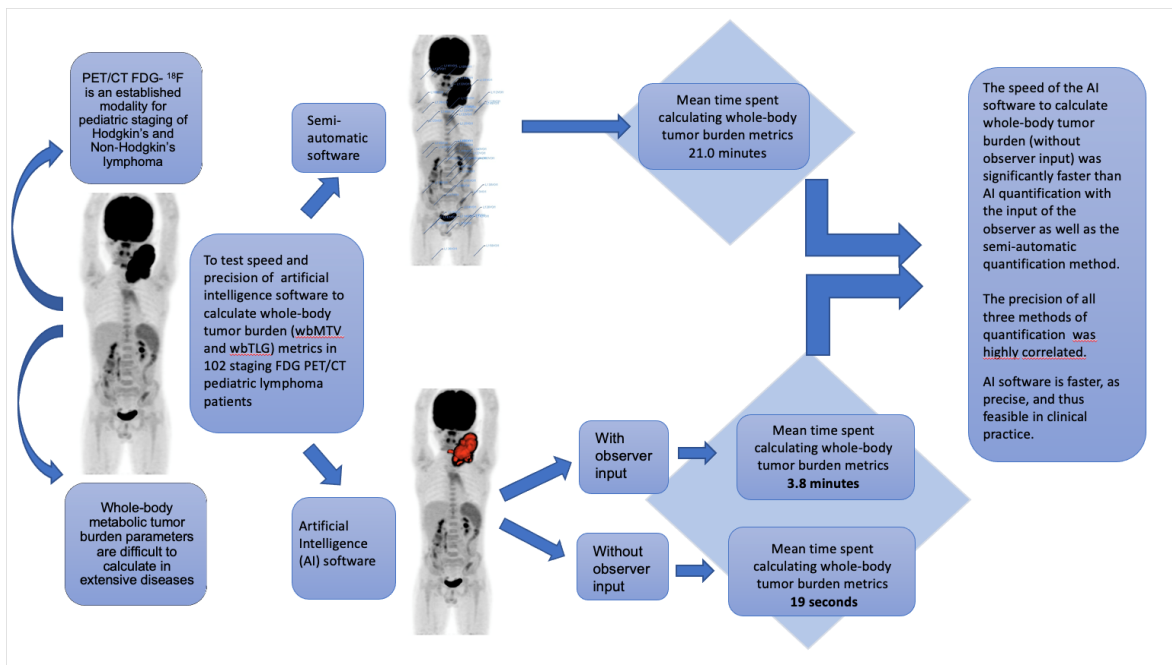 PET/CT FDG- ¹⁸F
is an established
modality for
pediatric staging of
Hodgkin's and
Non-Hodgkin's
lymphoma
Whole-body
metabolic tumor
burden parameters
are difficult to
calculate in
extensive diseases
To test speed and
precision of artificial
intelligence software to
calculate whole-body
tumor burden (wbMTV
and wbTLG) metrics in
102 staging FDG PET/CT
pediatric lymphoma
patients
Semi-
automatic
software
Mean time spent
calculating whole-body
tumor burden metrics
21.0 minutes
Artificial
Intelligence
(AI) software
With
observer
input
Mean time spent
calculating whole-body
tumor burden metrics
3.8 minutes
Without
observer
input
Mean time spent
calculating whole-body
tumor burden metrics
19 seconds
The speed of the AI
software to calculate
whole-body tumor
burden (without
observer input) was
significantly faster than
AI quantification with
the input of the
observer as well as the
semi-automatic
quantification method.
The precision of all
three methods of
quantification was
highly correlated.
AI software is faster, as
precise, and thus
feasible in clinical
practice.